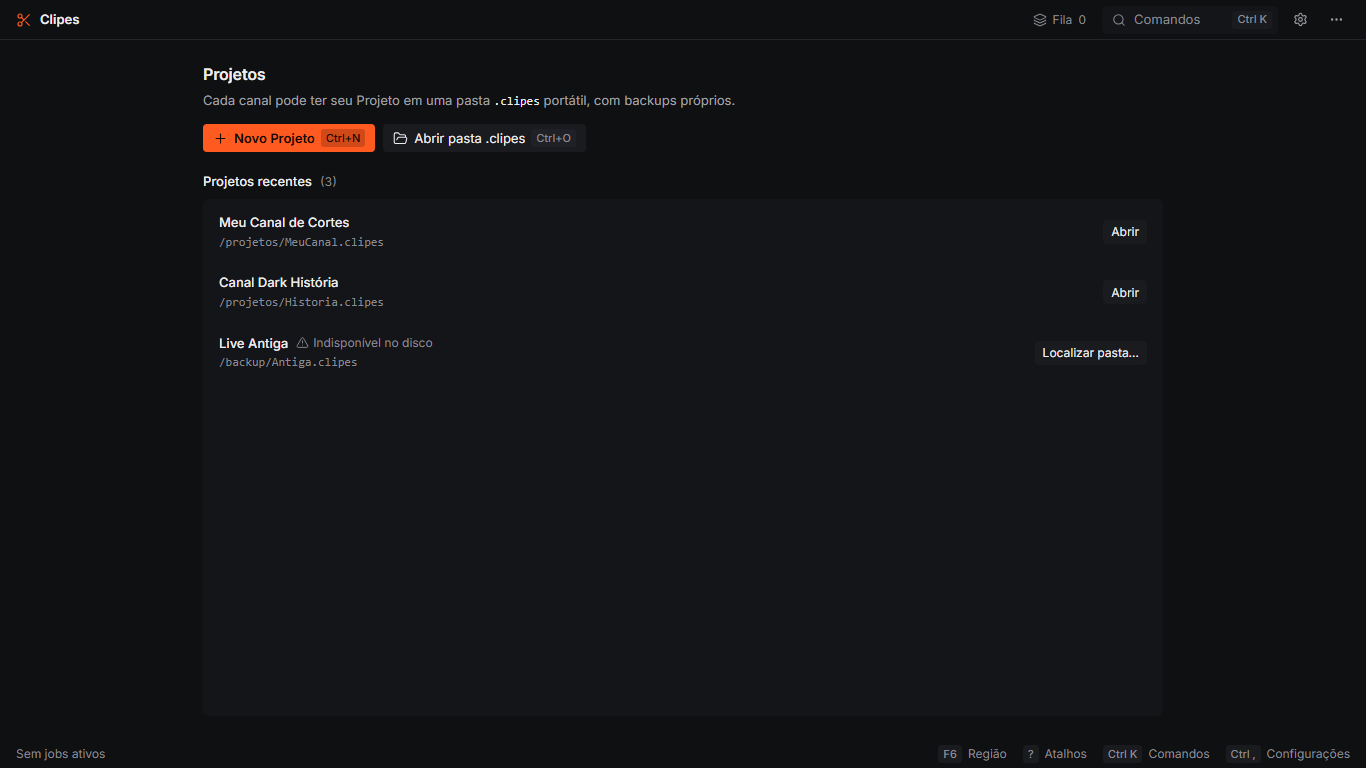 Clipes
Fila 0
Comandos Ctrl K
Projetos
Cada canal pode ter seu Projeto em uma pasta .clipes portátil, com backups próprios.
Novo Projeto Ctrl+N
Abrir pasta .clipes Ctrl+O
Projetos recentes (3)
Meu Canal de Cortes
/projetos/MeuCanal.clipes
Abrir
Canal Dark História
/projetos/Historia.clipes
Abrir
Live Antiga Indisponível no disco
/backup/Antiga.clipes
Localizar pasta...
Sem jobs ativos
F6 Região ? Atalhos Ctrl K Comandos Ctrl , Configurações